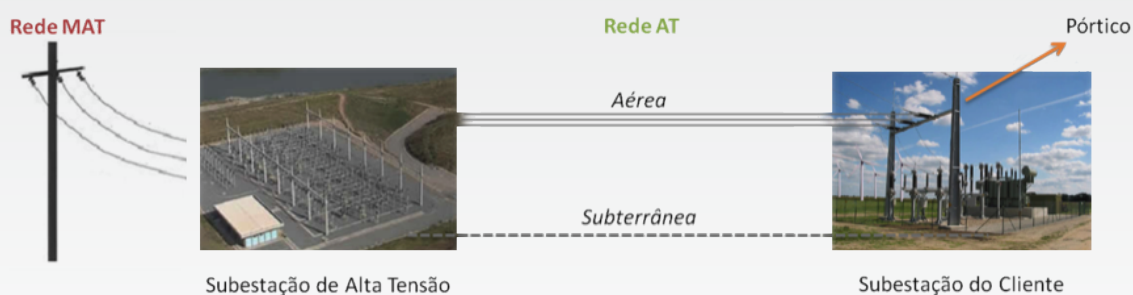 Rede MAT
Rede AT
Pórtico
Aérea
Subterrânea
Subestação de Alta Tensão
Subestação do Cliente